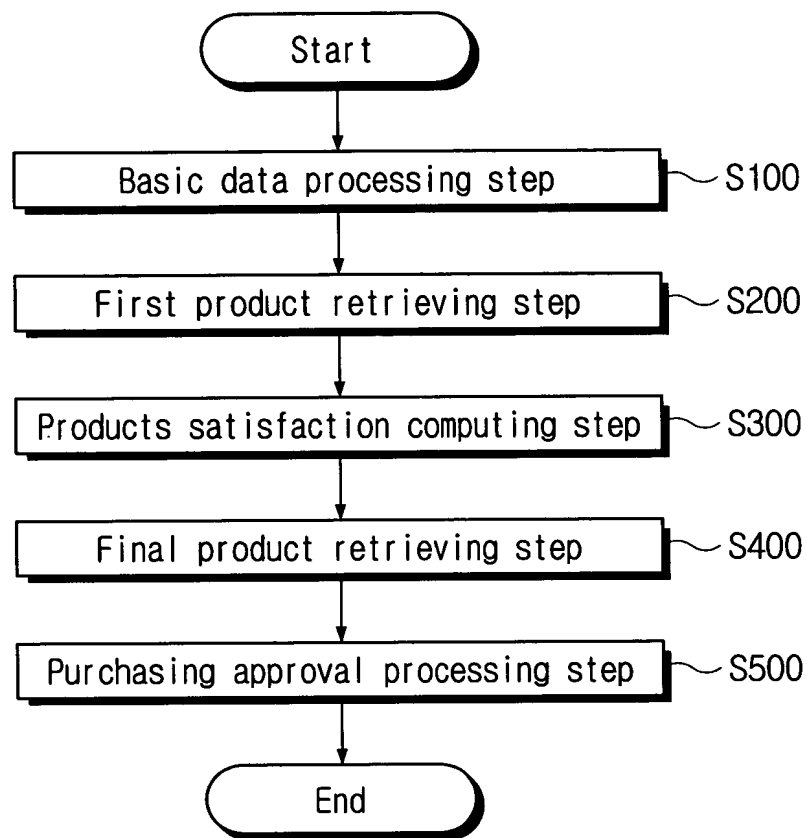 Start
Basic data processing step S100
First product retrieving step S200
Products satisfaction computing step S300
Final product retrieving step S400
Purchasing approval processing step S500
End